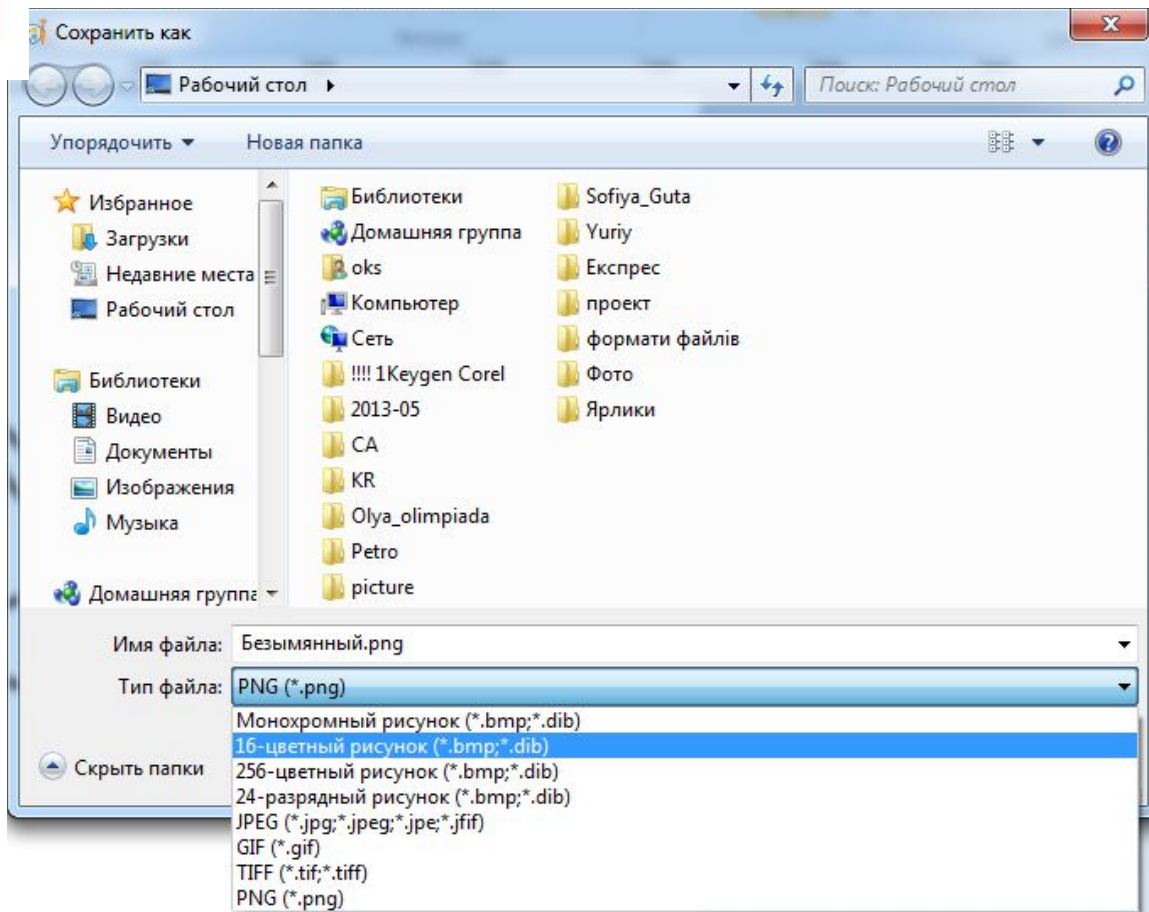 Сохранить как
Рабочий стол
Поиск: Рабочий стол
Упорядочить
Новая папка
Избранное
Загрузки
Недавние места
Рабочий стол
Библиотеки
Видео
Документы
Изображения
Музыка
Домашняя группа
Библиотеки
Домашняя группа
oks
Компьютер
Сеть
!!!! 1Keygen Corel
2013-05
CA
KR
Olya_olimpiada
Petro
picture
Sofiya_Guta
Yuriy
Експрес
проект
формати файлів
Фото
Ярлики
Имя файла: Безымянный.png
Тип файла: PNG (*.png)
Монохромный рисунок (*.bmp;*.dib)
16-цветный рисунок (*.bmp;*.dib)
256-цветный рисунок (*.bmp;*.dib)
24-разрядный рисунок (*.bmp;*.dib)
JPEG (*.jpg;*.jpeg;*.jpe;*.jfif)
GIF (*.gif)
TIFF (*.tif;*.tiff)
PNG (*.png)
Скрыть папки